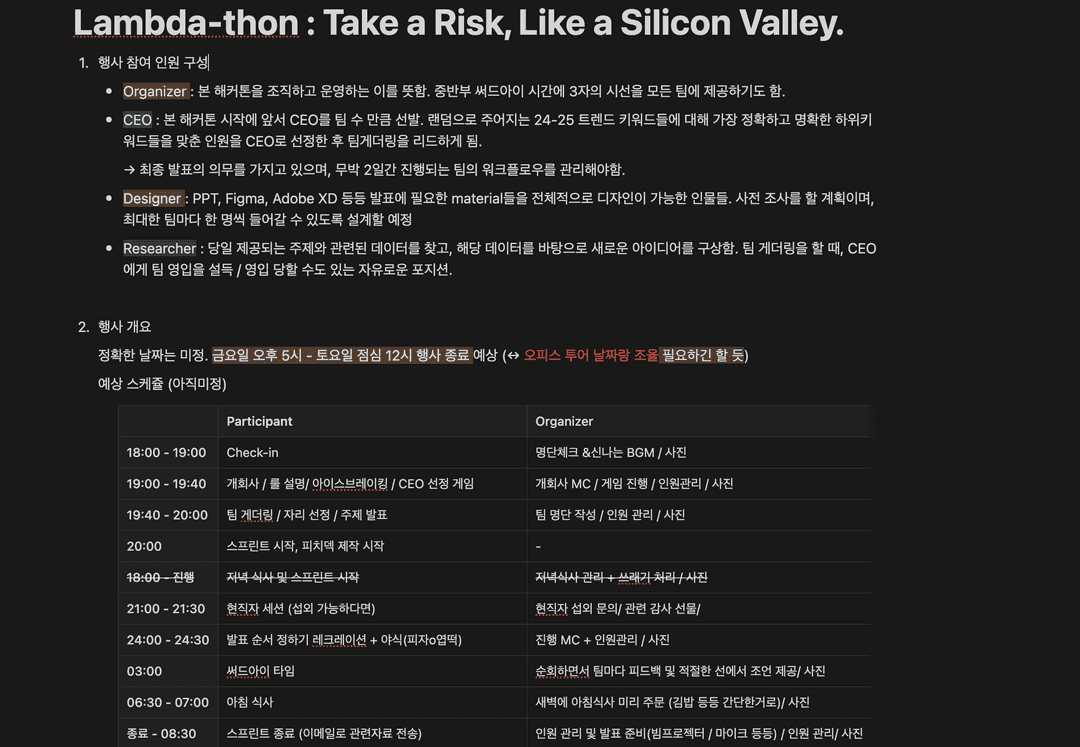 Lambda-thon : Take a Risk, Like a Silicon Valley.
1. 행사 참여 인원 구성
• Organizer : 본 해커톤을 조직하고 운영하는 이를 뜻함. 중반부 써드아이 시간에 3자의 시선을 모든 팀에 제공하기도 함.
• CEO : 본 해커톤 시작에 앞서 CEO를 팀 수 만큼 선발. 랜덤으로 주어지는 24-25 트렌드 키워드들에 대해 가장 정확하고 명확한 하위키
워드들을 맞춘 인원을 CEO로 선정한 후 팀게더링을 리드하게 됨.
→ 최종 발표의 의무를 가지고 있으며, 무박 2일간 진행되는 팀의 워크플로우를 관리해야함.
• Designer : PPT, Figma, Adobe XD 등등 발표에 필요한 material들을 전체적으로 디자인이 가능한 인물들. 사전 조사를 할 계획이며,
최대한 팀마다 한 명씩 들어갈 수 있도록 설계할 예정
• Researcher : 당일 제공되는 주제와 관련된 데이터를 찾고, 해당 데이터를 바탕으로 새로운 아이디어를 구상함. 팀 게더링을 할 때, CEO
에게 팀 영입을 설득 / 영입 당할 수도 있는 자유로운 포지션.
2. 행사 개요
정확한 날짜는 미정. 금요일 오후 5시 - 토요일 점심 12시 행사 종료 예상 (↔ 오피스 투어 날짜랑 조율 필요하긴 할 듯)
예상 스케쥴 (아직미정)
Participant Organizer
18:00 - 19:00 Check-in 명단체크 &신나는 BGM / 사진
19:00 - 19:40 개회사 / 룰 설명/ 아이스브레이킹 / CEO 선정 게임 개회사 MC / 게임 진행 / 인원관리 / 사진
19:40 - 20:00 팀 게더링 / 자리 선정 / 주제 발표 팀 명단 작성 / 인원 관리 / 사진
20:00 스프린트 시작, 피치덱 제작 시작 -
18:00 - 진행 저녁 식사 및 스프린트 시작 저녁식사 관리 + 쓰래기 처리 / 사진
21:00 - 21:30 현직자 세션 (섭외 가능하다면) 현직자 섭외 문의/ 관련 감사 선물/
24:00 - 24:30 발표 순서 정하기 레크레이션 + 야식(피자o엽떡) 진행 MC + 인원관리 / 사진
03:00 써드아이 타임 순회하면서 팀마다 피드백 및 적절한 선에서 조언 제공/ 사진
06:30 - 07:00 아침 식사 새벽에 아침식사 미리 주문 (김밥 등등 간단한거로)/ 사진
종료 - 08:30 스프린트 종료 (이메일로 관련자료 전송) 인원 관리 및 발표 준비(빔프로젝터 / 마이크 등등) / 인원 관리/ 사진